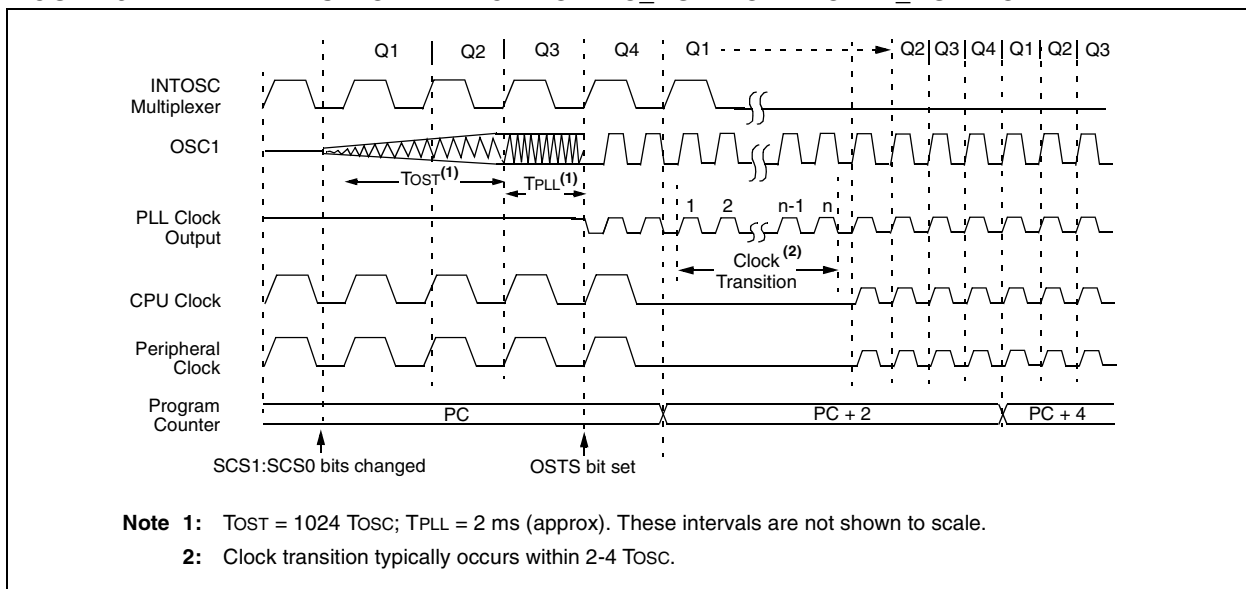 Q1 Q2 Q3 Q4 Q1 Q2 Q3 Q4 Q1 Q2 Q3
INTOSC
Multiplexer
OSC1
TOST(1)
TPLL(1)
1 2 n-1 n
PLL Clock
Output
Clock(2)
Transition
CPU Clock
Peripheral
Clock
Program
Counter
PC PC + 2 PC + 4
SCS1:SCS0 bits changed OSTS bit set
Note 1: TOST = 1024 TOSC; TPLL = 2 ms (approx). These intervals are not shown to scale.
2: Clock transition typically occurs within 2-4 TOSC.